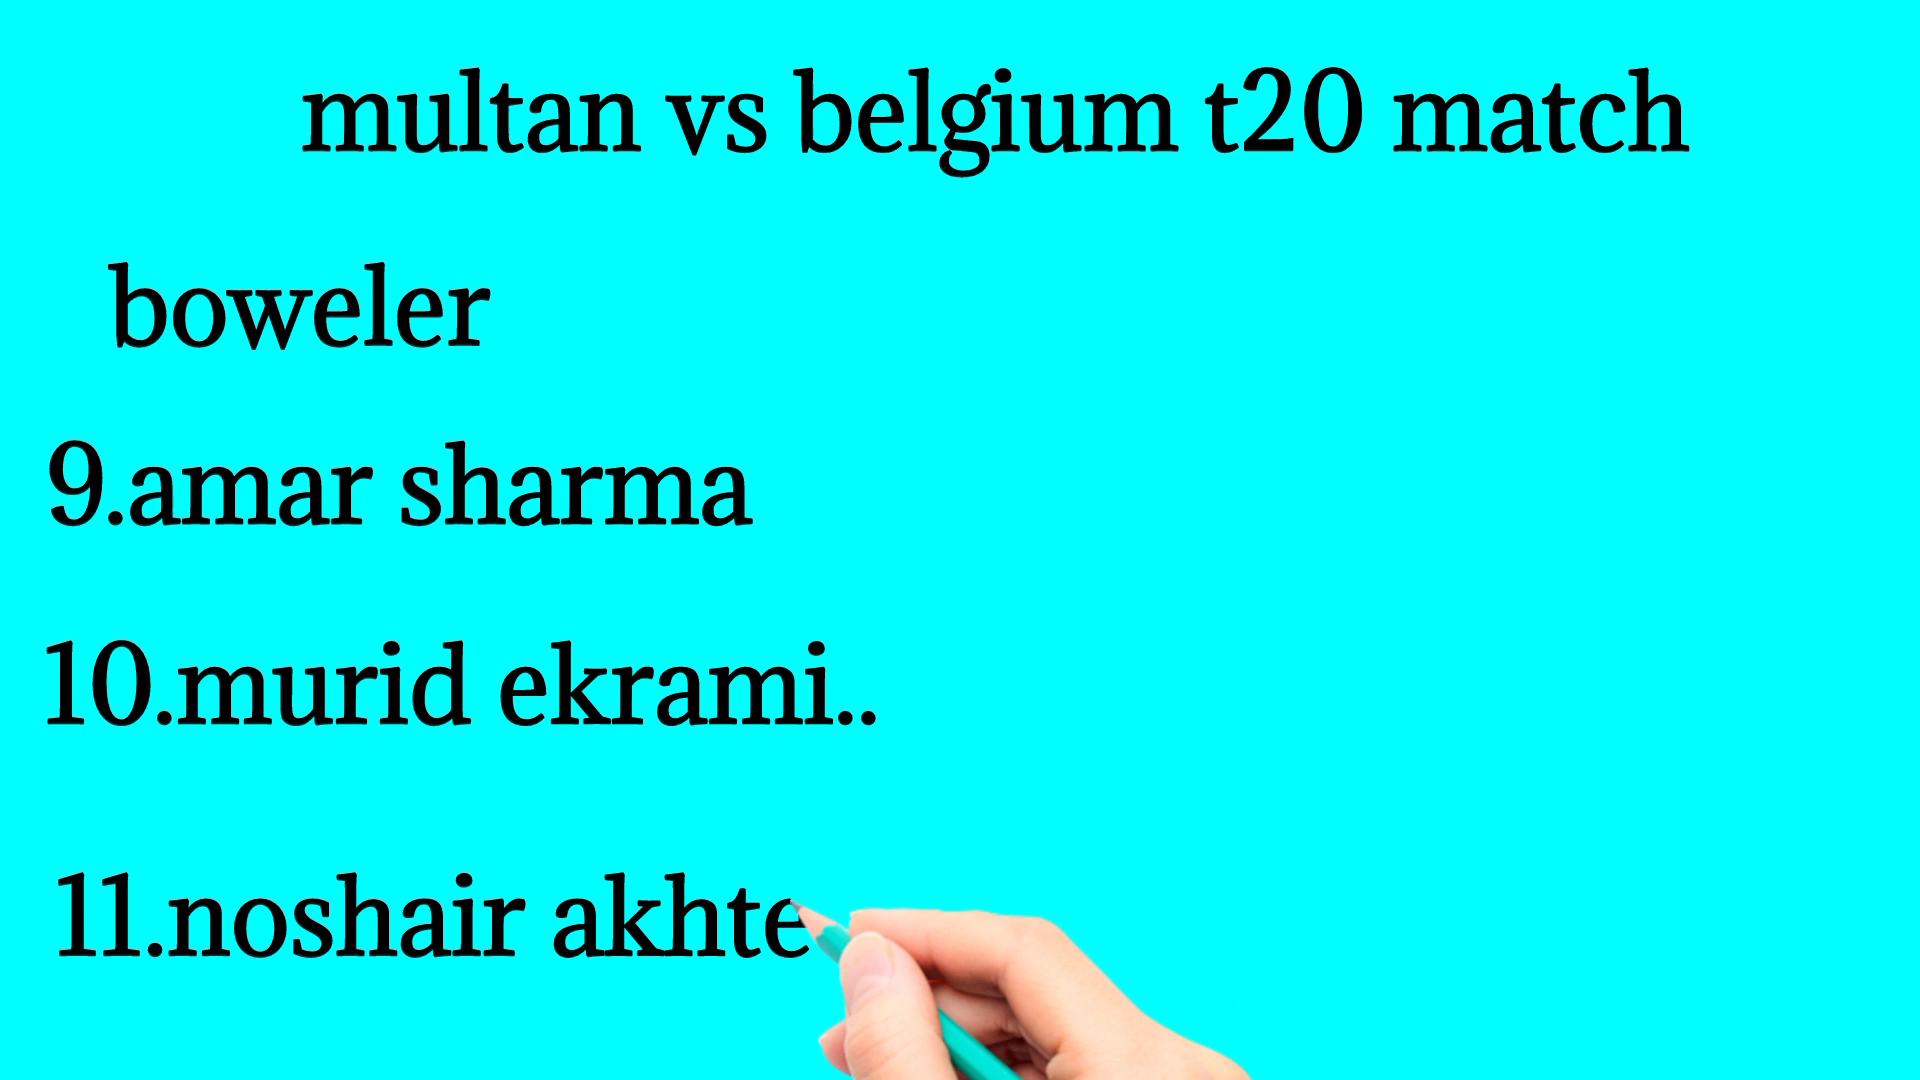 multan vs belgium t20 match
boweler
9.amar sharma
10.murid ekrami..
11.noshair akhte